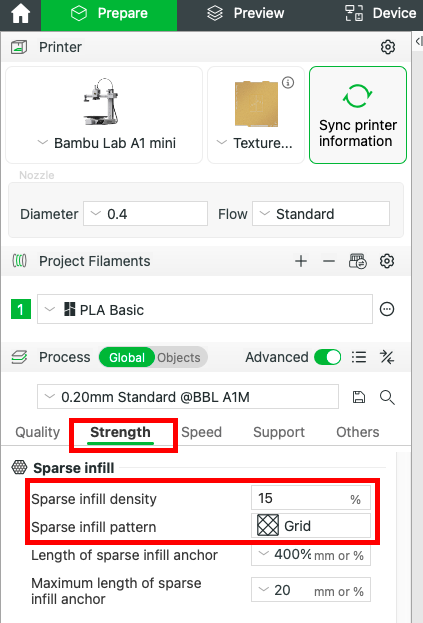 Prepare Preview Device
Printer
Bambu Lab A1 mini
Texture...
Sync printer
information
Nozzle
Diameter 0.4 Flow Standard
Project Filaments
1 PLA Basic
Process Global Objects Advanced
0.20mm Standard @BBL A1M
Quality Strength Speed Support Others
Sparse infill
Sparse infill density 15 %
Sparse infill pattern Grid
Length of sparse infill anchor 400% mm or %
Maximum length of sparse
infill anchor 20 mm or %